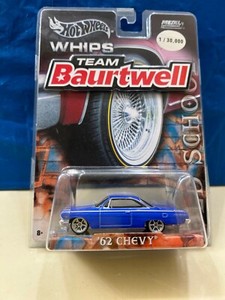 HOT WHEELS
WHIPS
TEAM
Baurtwell
1/30,000
'62 CHEVY
8+